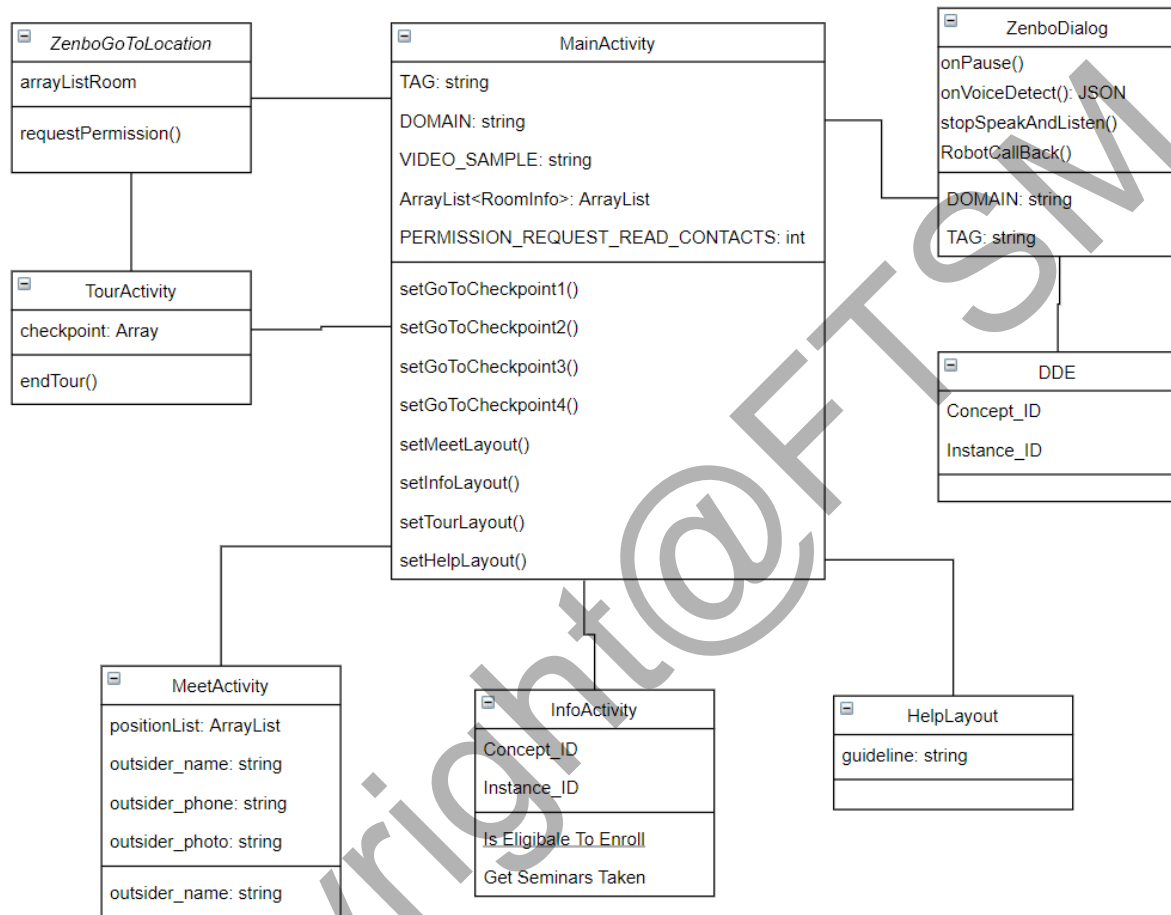 ZenboGoToLocation
arrayListRoom
requestPermission()
MainActivity
TAG: string
DOMAIN: string
VIDEO_SAMPLE: string
ArrayList<RoomInfo>: ArrayList
PERMISSION_REQUEST_READ_CONTACTS: int
setGoToCheckpoint1()
setGoToCheckpoint2()
setGoToCheckpoint3()
setGoToCheckpoint4()
setMeetLayout()
setInfoLayout()
setTourLayout()
setHelpLayout()
ZenboDialog
onPause()
onVoiceDetect(): JSON
stopSpeakAndListen()
RobotCallBack()
DOMAIN: string
TAG: string
TourActivity
checkpoint: Array
endTour()
DDE
Concept_ID
Instance_ID
MeetActivity
positionList: ArrayList
outsider_name: string
outsider_phone: string
outsider_photo: string
outsider_name: string
InfoActivity
Concept_ID
Instance_ID
Is Eligibale To Enroll
Get Seminars Taken
HelpLayout
guideline: string
yright@FTSM